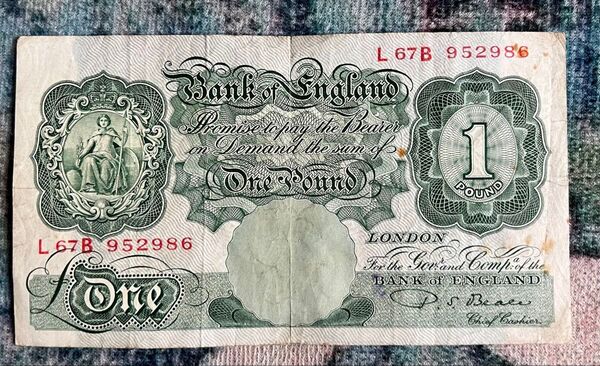 L 67B 952986
Bank of England
Promise to pay the Bearer
on Demand the sum of
One Pound
1
POUND
L 67B 952986
LONDON
For the Govr. and Compa. of the
BANK OF ENGLAND
£One
P. S. Beale
Chief Cashier.